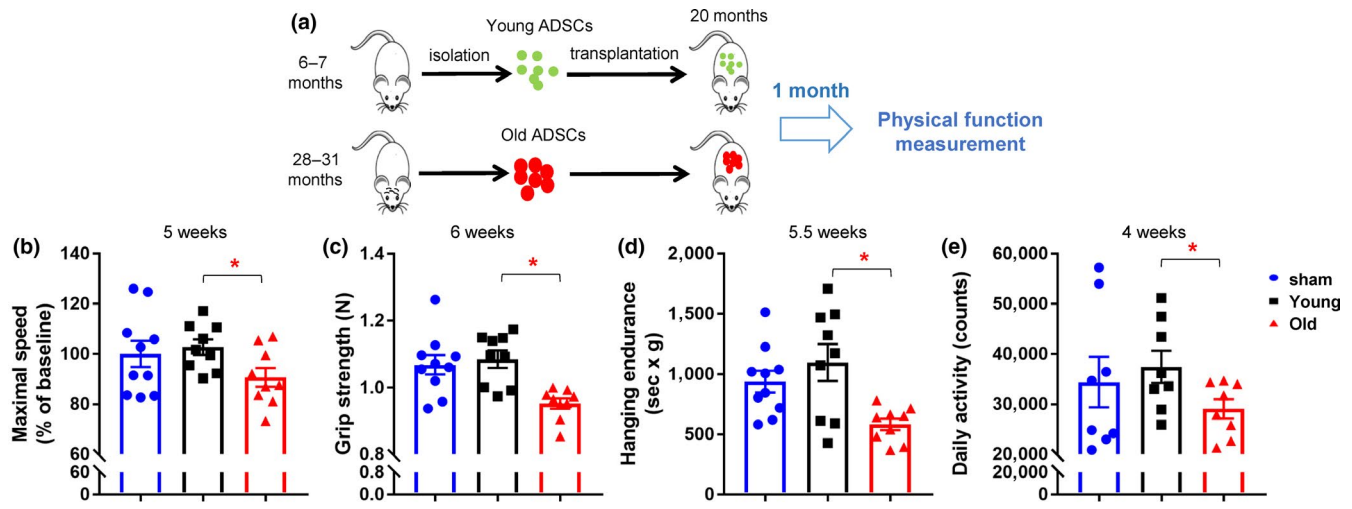 (a)
Young ADSCs
20 months
6–7
months
isolation
transplantation
1 month
Physical function
measurement
Old ADSCs
28–31
months
(b)
5 weeks
Maximal speed
(% of baseline)
140
120
100
80
60
60
0
*
(c)
6 weeks
Grip strength (N)
1.4
1.2
1.0
0.8
0.8
0.0
*
(d)
5.5 weeks
Hanging endurance
(sec x g)
2,000
1,500
1,000
500
0
*
(e)
4 weeks
Daily activity (counts)
60,000
50,000
40,000
30,000
20,000
20,000
0
*
sham
Young
Old